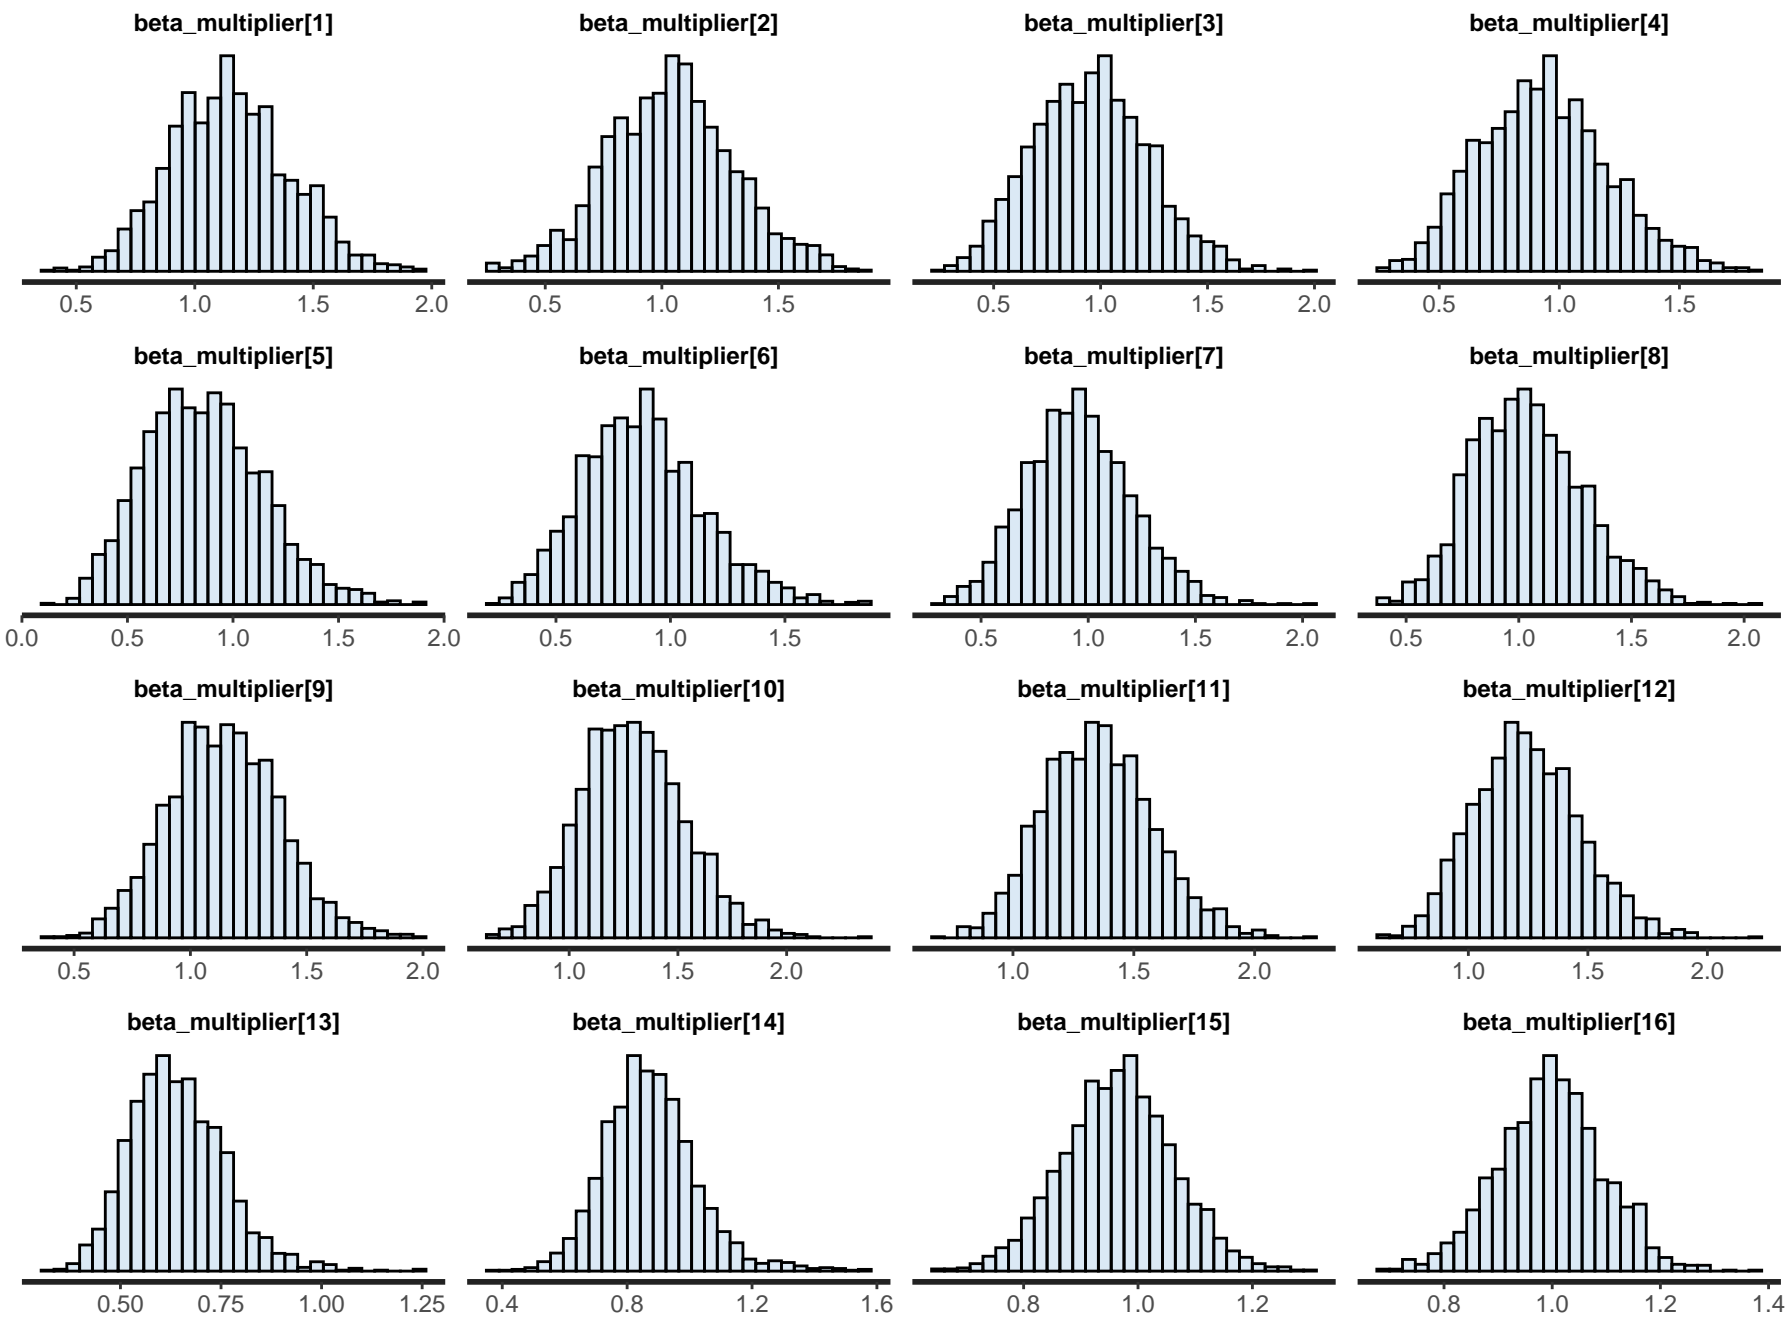 beta_multiplier[1] beta_multiplier[2] beta_multiplier[3] beta_multiplier[4]
0.5 1.0 1.5 2.0 0.5 1.0 1.5 0.5 1.0 1.5 2.0 0.5 1.0 1.5
beta_multiplier[5] beta_multiplier[6] beta_multiplier[7] beta_multiplier[8]
0.0 0.5 1.0 1.5 2.0 0.5 1.0 1.5 0.5 1.0 1.5 2.0 0.5 1.0 1.5 2.0
beta_multiplier[9] beta_multiplier[10] beta_multiplier[11] beta_multiplier[12]
0.5 1.0 1.5 2.0 1.0 1.5 2.0 1.0 1.5 2.0 1.0 1.5 2.0
beta_multiplier[13] beta_multiplier[14] beta_multiplier[15] beta_multiplier[16]
0.50 0.75 1.00 1.25 0.4 0.8 1.2 1.6 0.8 1.0 1.2 0.8 1.0 1.2 1.4